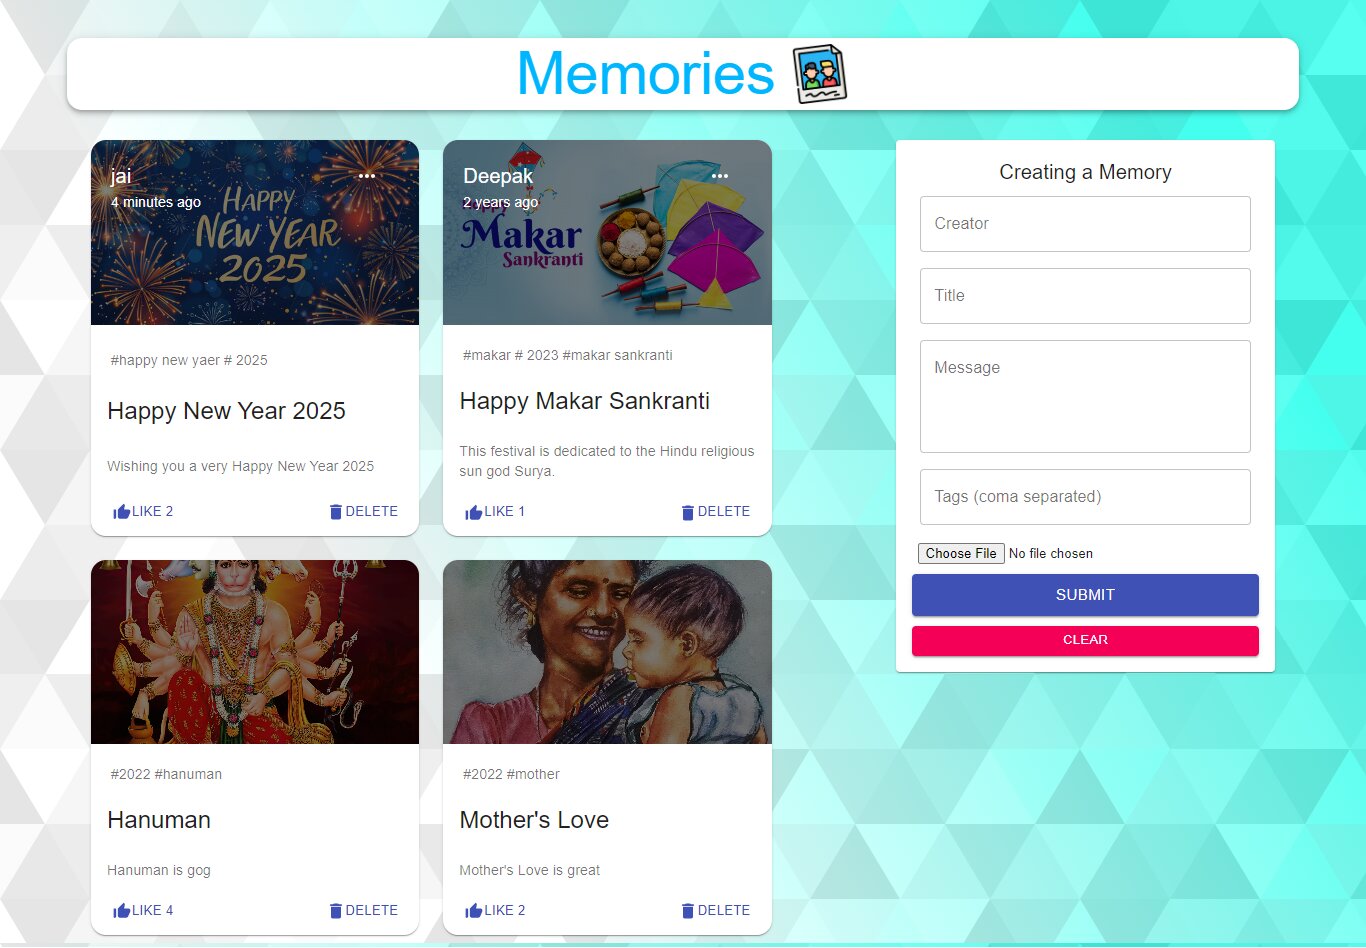 Memories
jai
4 minutes ago
HAPPY
NEW YEAR
2025
#happy new yaer # 2025
Happy New Year 2025
Wishing you a very Happy New Year 2025
LIKE 2
DELETE
Deepak
2 years ago
Happy
Makar
Sankranti
#makar # 2023 #makar sankranti
Happy Makar Sankranti
This festival is dedicated to the Hindu religious
sun god Surya.
LIKE 1
DELETE
#2022 #hanuman
Hanuman
Hanuman is gog
LIKE 4
DELETE
#2022 #mother
Mother's Love
Mother's Love is great
LIKE 2
DELETE
Creating a Memory
Creator
Title
Message
Tags (coma separated)
Choose File No file chosen
SUBMIT
CLEAR